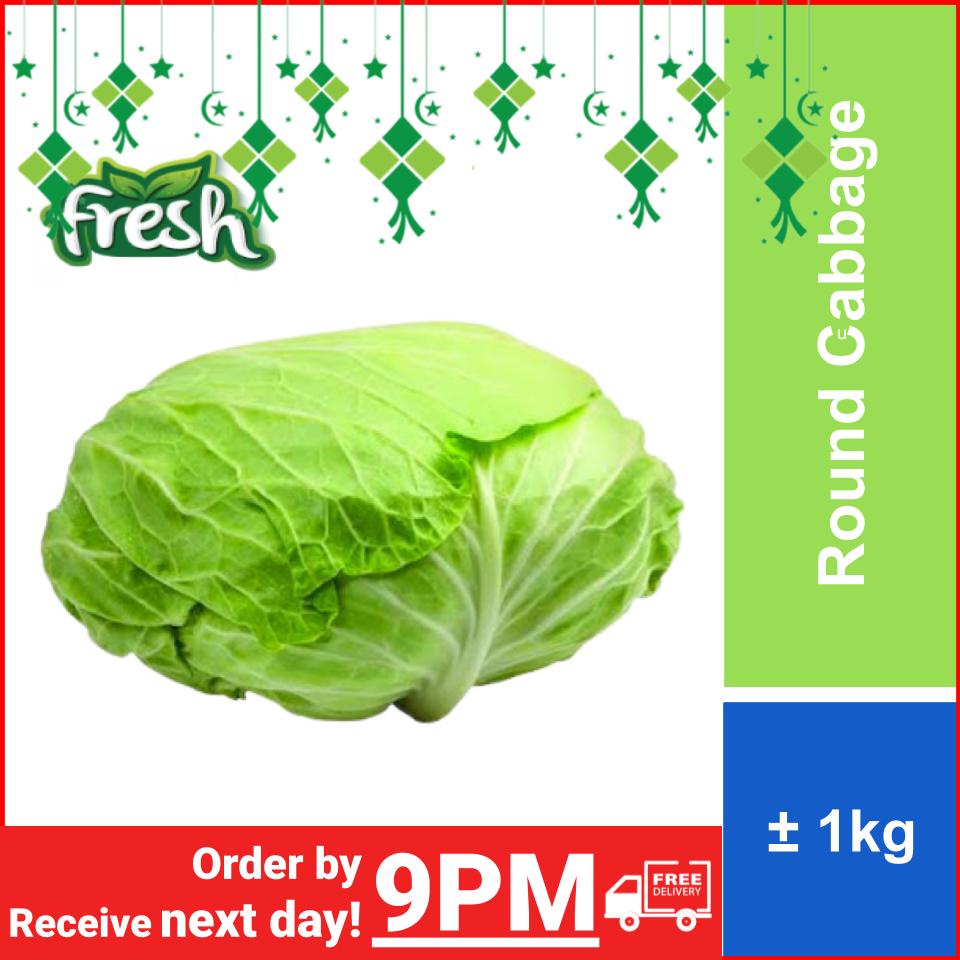 fresh
Round Cabbage
± 1kg
Order by
Receive next day!
9PM
FREE
DELIVERY